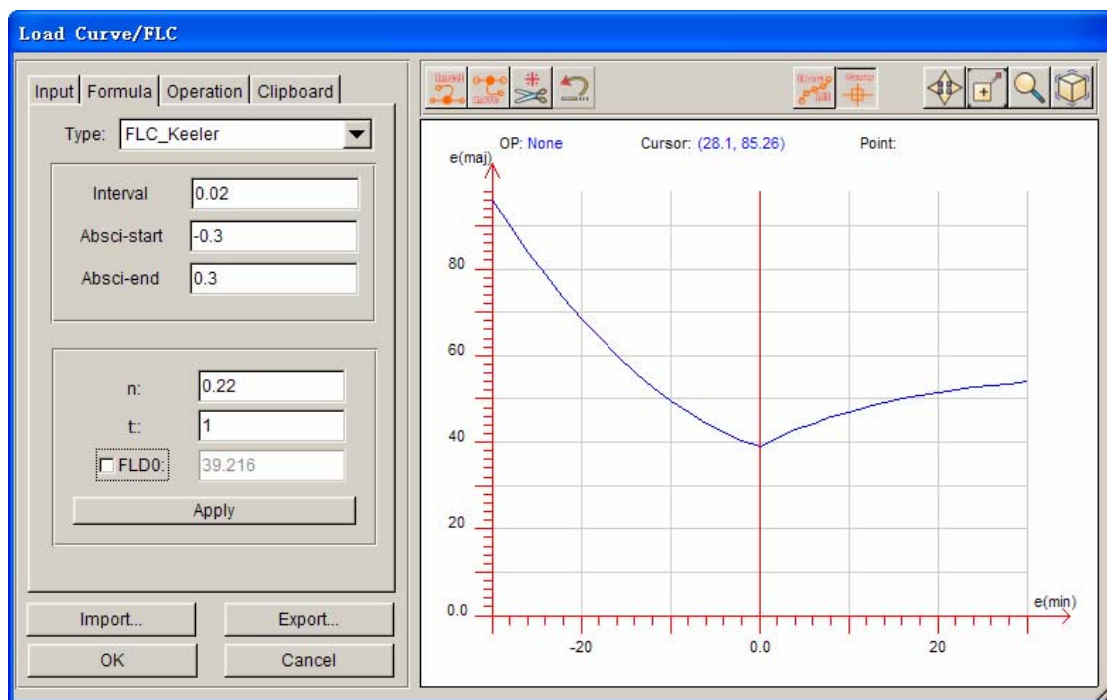 Load Curve/FLC
Input Formula Operation Clipboard
Type: FLC_Keeler
Interval 0.02
Absci-start -0.3
Absci-end 0.3
n: 0.22
t:: 1
FLD0: 39.216
Apply
Import... Export...
OK Cancel
OP: None Cursor: (28.1, 85.26) Point:
e(maj)
80
60
40
20
0.0
e(min)
-20 0.0 20